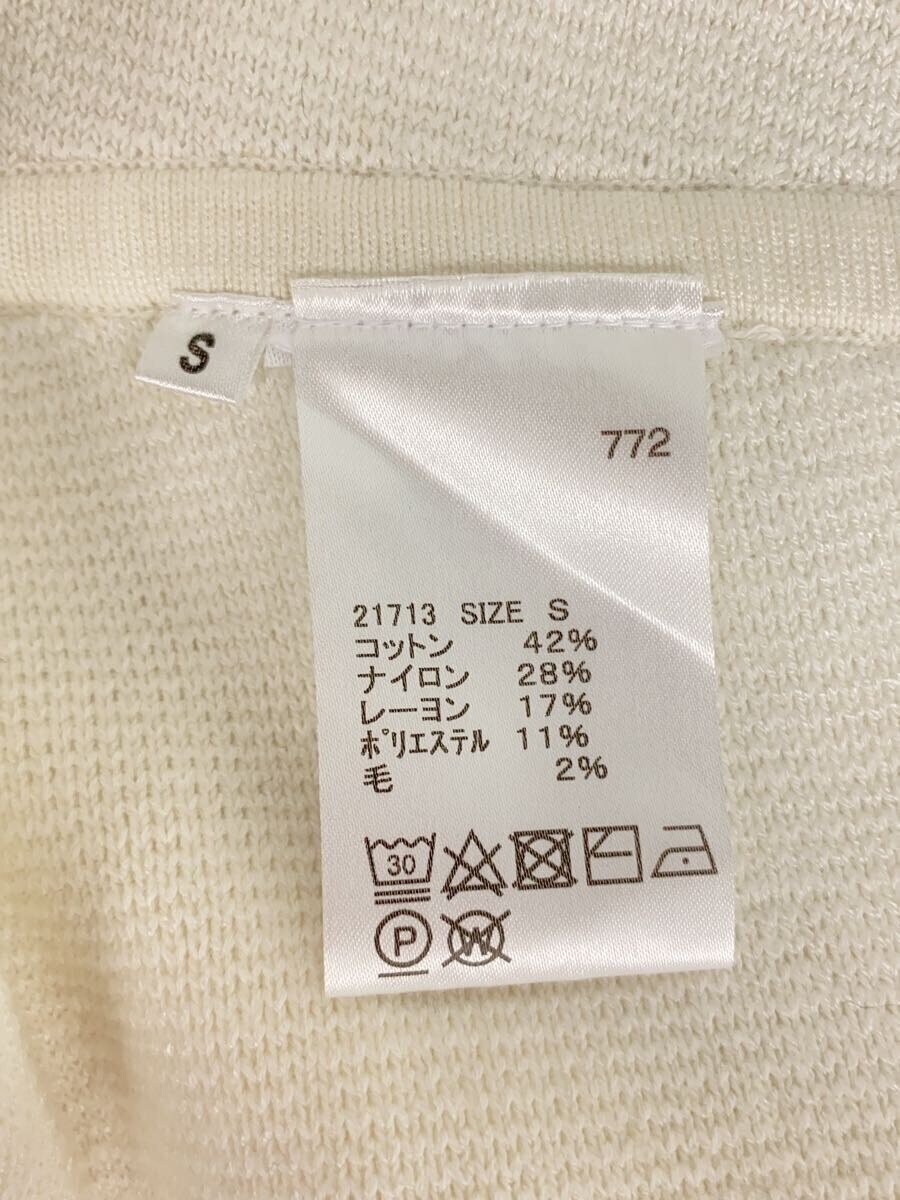 S
772
21713 SIZE S
コットン 42%
ナイロン 28%
レーヨン 17%
ポリエステル 11%
毛 2%
30
P W